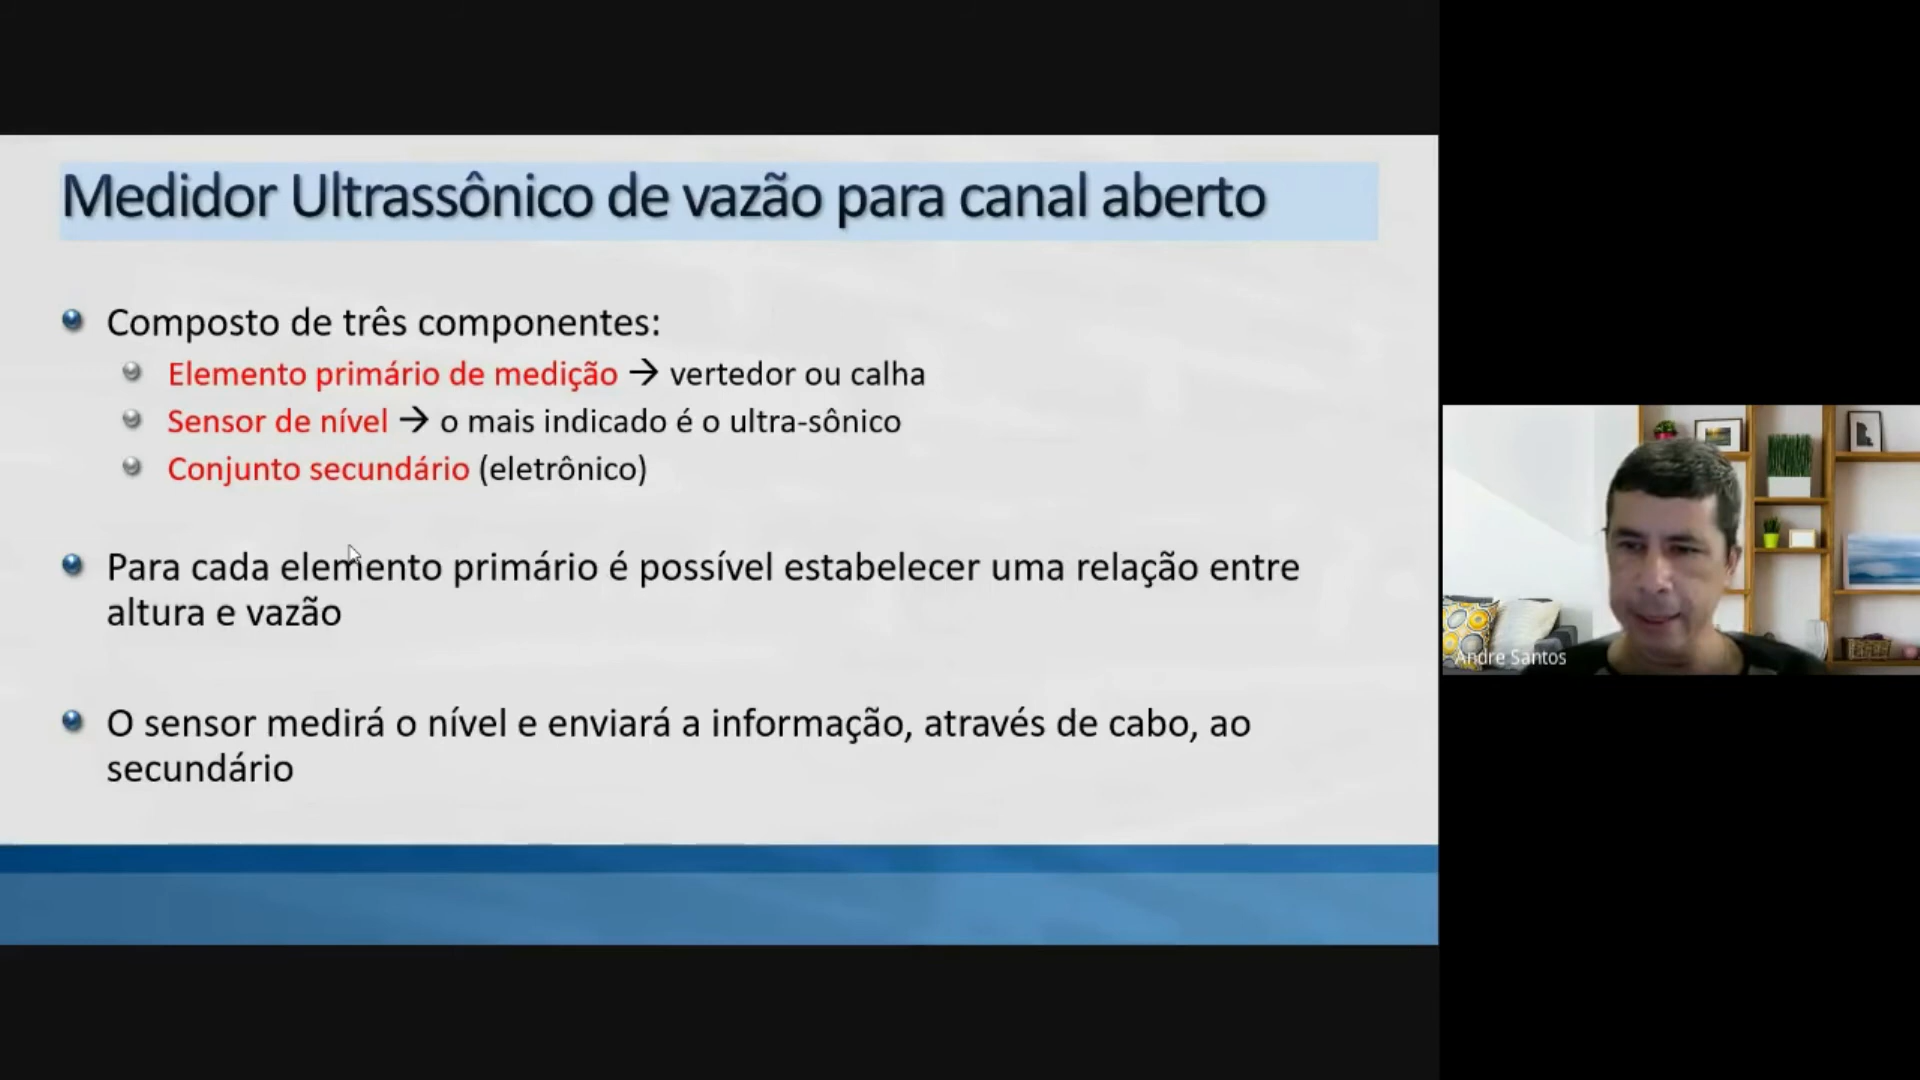 Medidor Ultrassônico de vazão para canal aberto
Composto de três componentes:
Elemento primário de medição → vertedor ou calha
Sensor de nível → o mais indicado é o ultra-sônico
Conjunto secundário (eletrônico)
Para cada elemento primário é possível estabelecer uma relação entre
altura e vazão
O sensor medirá o nível e enviará a informação, através de cabo, ao
secundário
Andre Santos